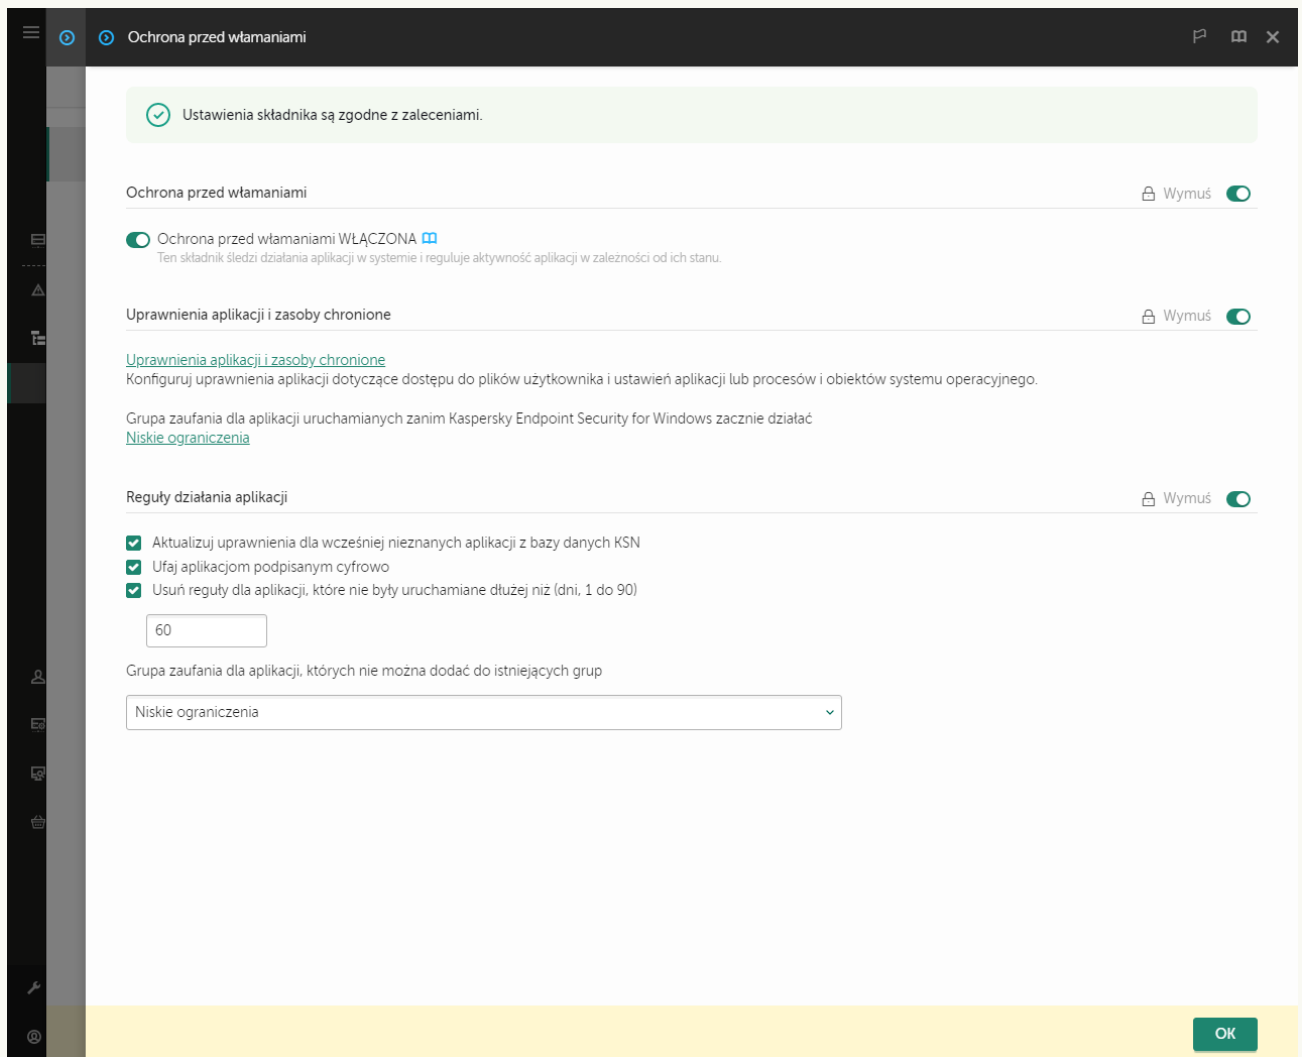 Ochrona przed włamaniami
Ustawienia składnika są zgodne z zaleceniami.
Ochrona przed włamaniami
Wymuś
Ochrona przed włamaniami WŁĄCZONA
Ten składnik śledzi działania aplikacji w systemie i reguluje aktywność aplikacji w zależności od ich stanu.
Uprawnienia aplikacji i zasoby chronione
Wymuś
Uprawnienia aplikacji i zasoby chronione
Konfiguruj uprawnienia aplikacji dotyczące dostępu do plików użytkownika i ustawień aplikacji lub procesów i obiektów systemu operacyjnego.
Grupa zaufania dla aplikacji uruchamianych zanim Kaspersky Endpoint Security for Windows zacznie działać
Niskie ograniczenia
Reguły działania aplikacji
Wymuś
Aktualizuj uprawnienia dla wcześniej nieznanych aplikacji z bazy danych KSN
Ufaj aplikacjom podpisanym cyfrowo
Usuń reguły dla aplikacji, które nie były uruchamiane dłużej niż (dni, 1 do 90)
60
Grupa zaufania dla aplikacji, których nie można dodać do istniejących grup
Niskie ograniczenia
OK